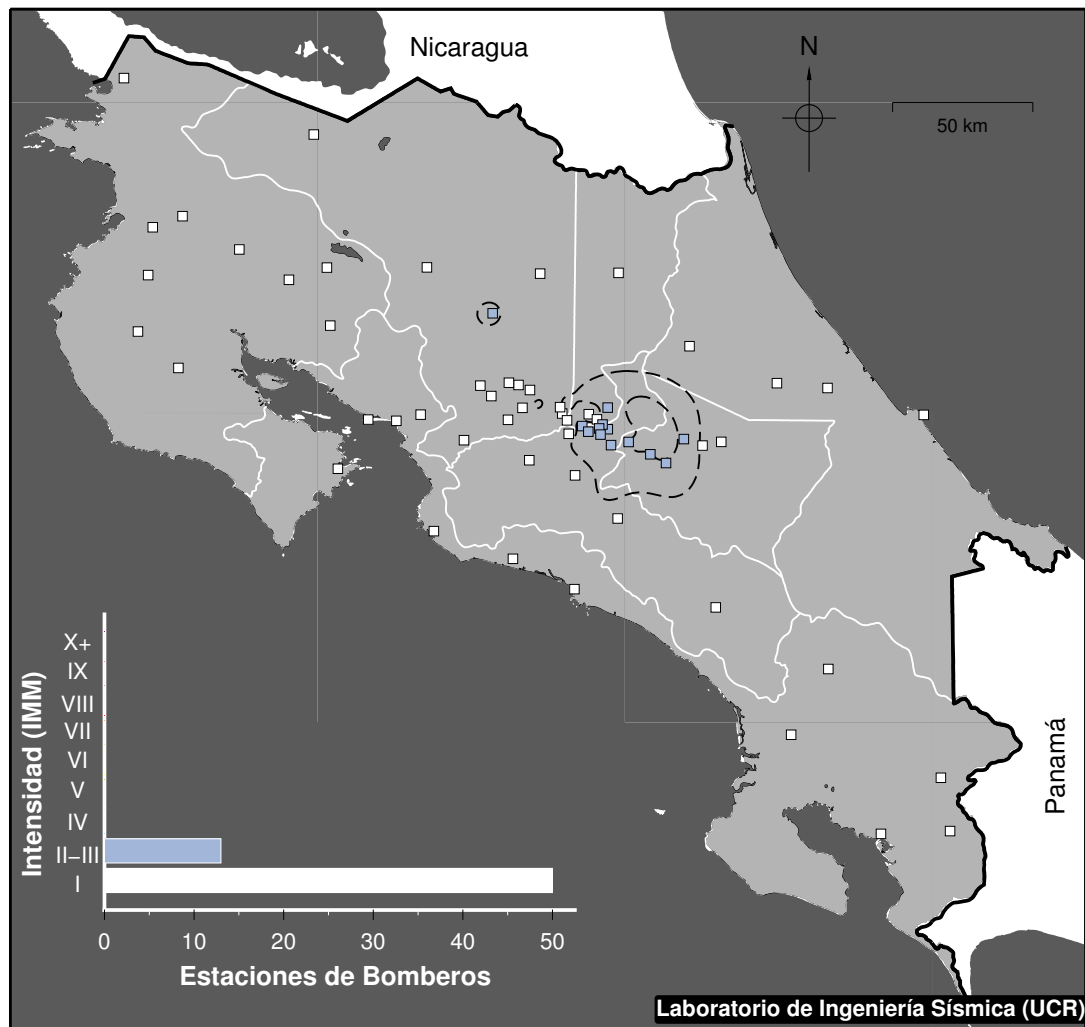 Nicaragua
N
50 km
Panamá
Intensidad (IMM)
X+
IX
VIII
VII
VI
V
IV
II–III
I
0 10 20 30 40 50
Estaciones de Bomberos
Laboratorio de Ingeniería Sísmica (UCR)